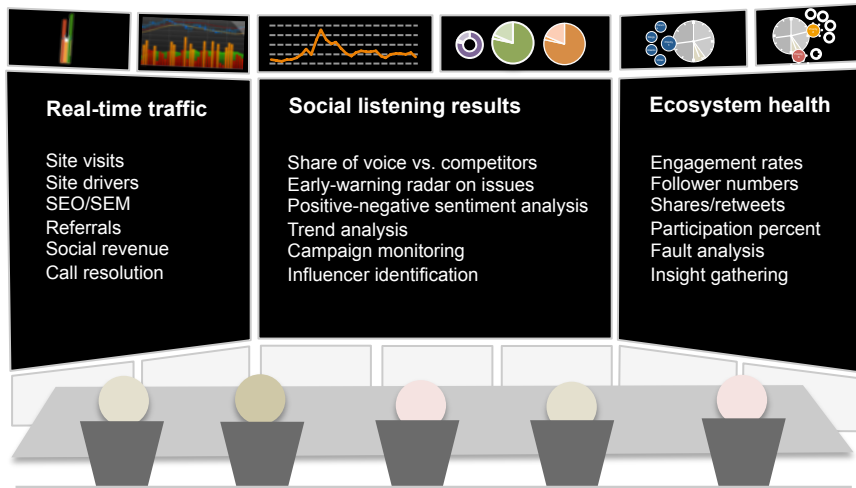 Real-time traffic
Site visits
Site drivers
SEO/SEM
Referrals
Social revenue
Call resolution
Social listening results
Share of voice vs. competitors
Early-warning radar on issues
Positive-negative sentiment analysis
Trend analysis
Campaign monitoring
Influencer identification
Ecosystem health
Engagement rates
Follower numbers
Shares/retweets
Participation percent
Fault analysis
Insight gathering